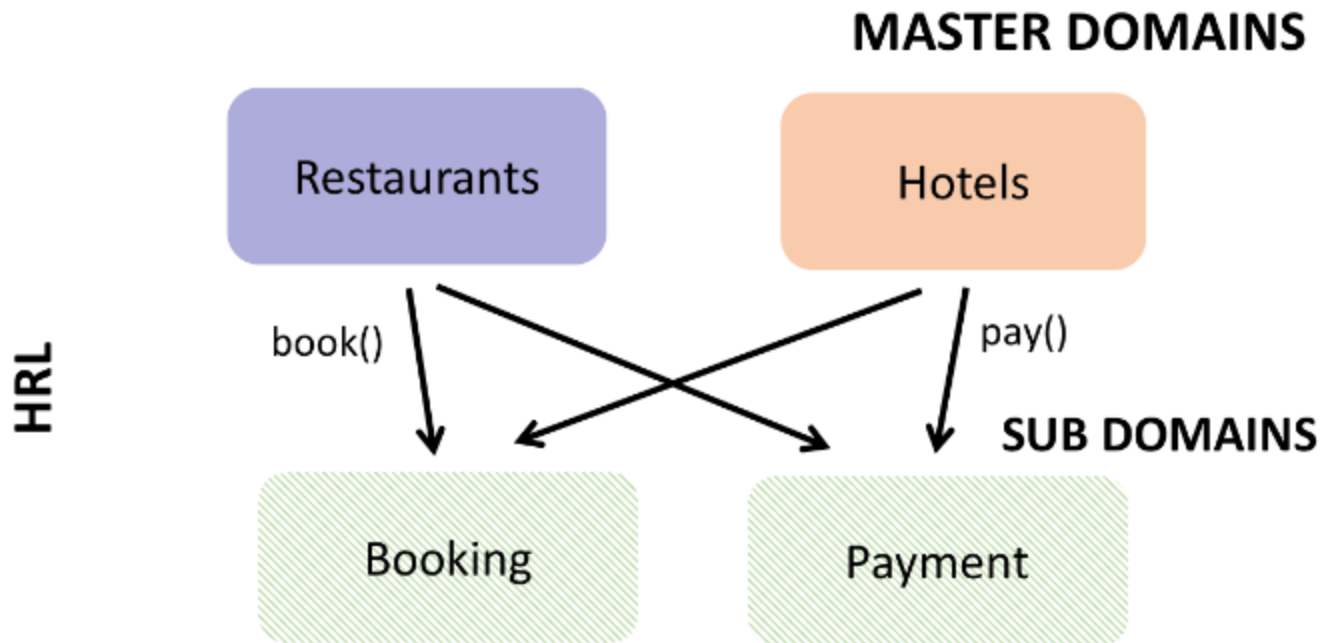 MASTER DOMAINS
Restaurants
Hotels
book()
pay()
HRL
SUB DOMAINS
Booking
Payment